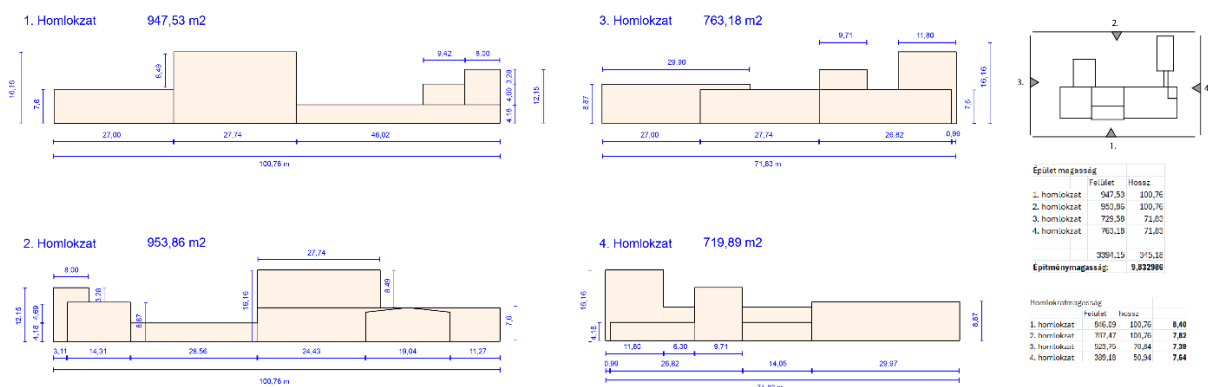 1. Homlokzat 947,53 m2
16,16
7,6
8,49
9,42 8,00
3,28
4,69
4,18
12,15
27,00 27,74 46,02
100,76 m
3. Homlokzat 763,18 m2
9,71 11,80
29,90
8,87
16,16
7,6
27,00 27,74 26,82 0,99
71,83 m
2.
3.
4.
1.
Épület magasság
Felület Hossz
1. homlokzat 947,53 100,76
2. homlokzat 953,86 100,76
3. homlokzat 729,58 71,83
4. homlokzat 763,18 71,83
3394,15 345,18
Építménymagasság: 9,832986
2. Homlokzat 953,86 m2
8,00
27,74
12,15
4,69
4,18
3,28
8,87
16,16
8,49
7,6
3,11 14,31 28,56 24,43 19,04 11,27
100,76 m
4. Homlokzat 719,89 m2
16,16
4,18
8,87
11,80 6,30 9,71
0,99 26,82 14,05 29,97
71,83 m
Homlokzatmagasság
Felület hossz
1. homlokzat 846,09 100,76 8,40
2. homlokzat 100,76 7,82
3. homlokzat 70,84 7,39
4. homlokzat 389,18 50,94 7,64